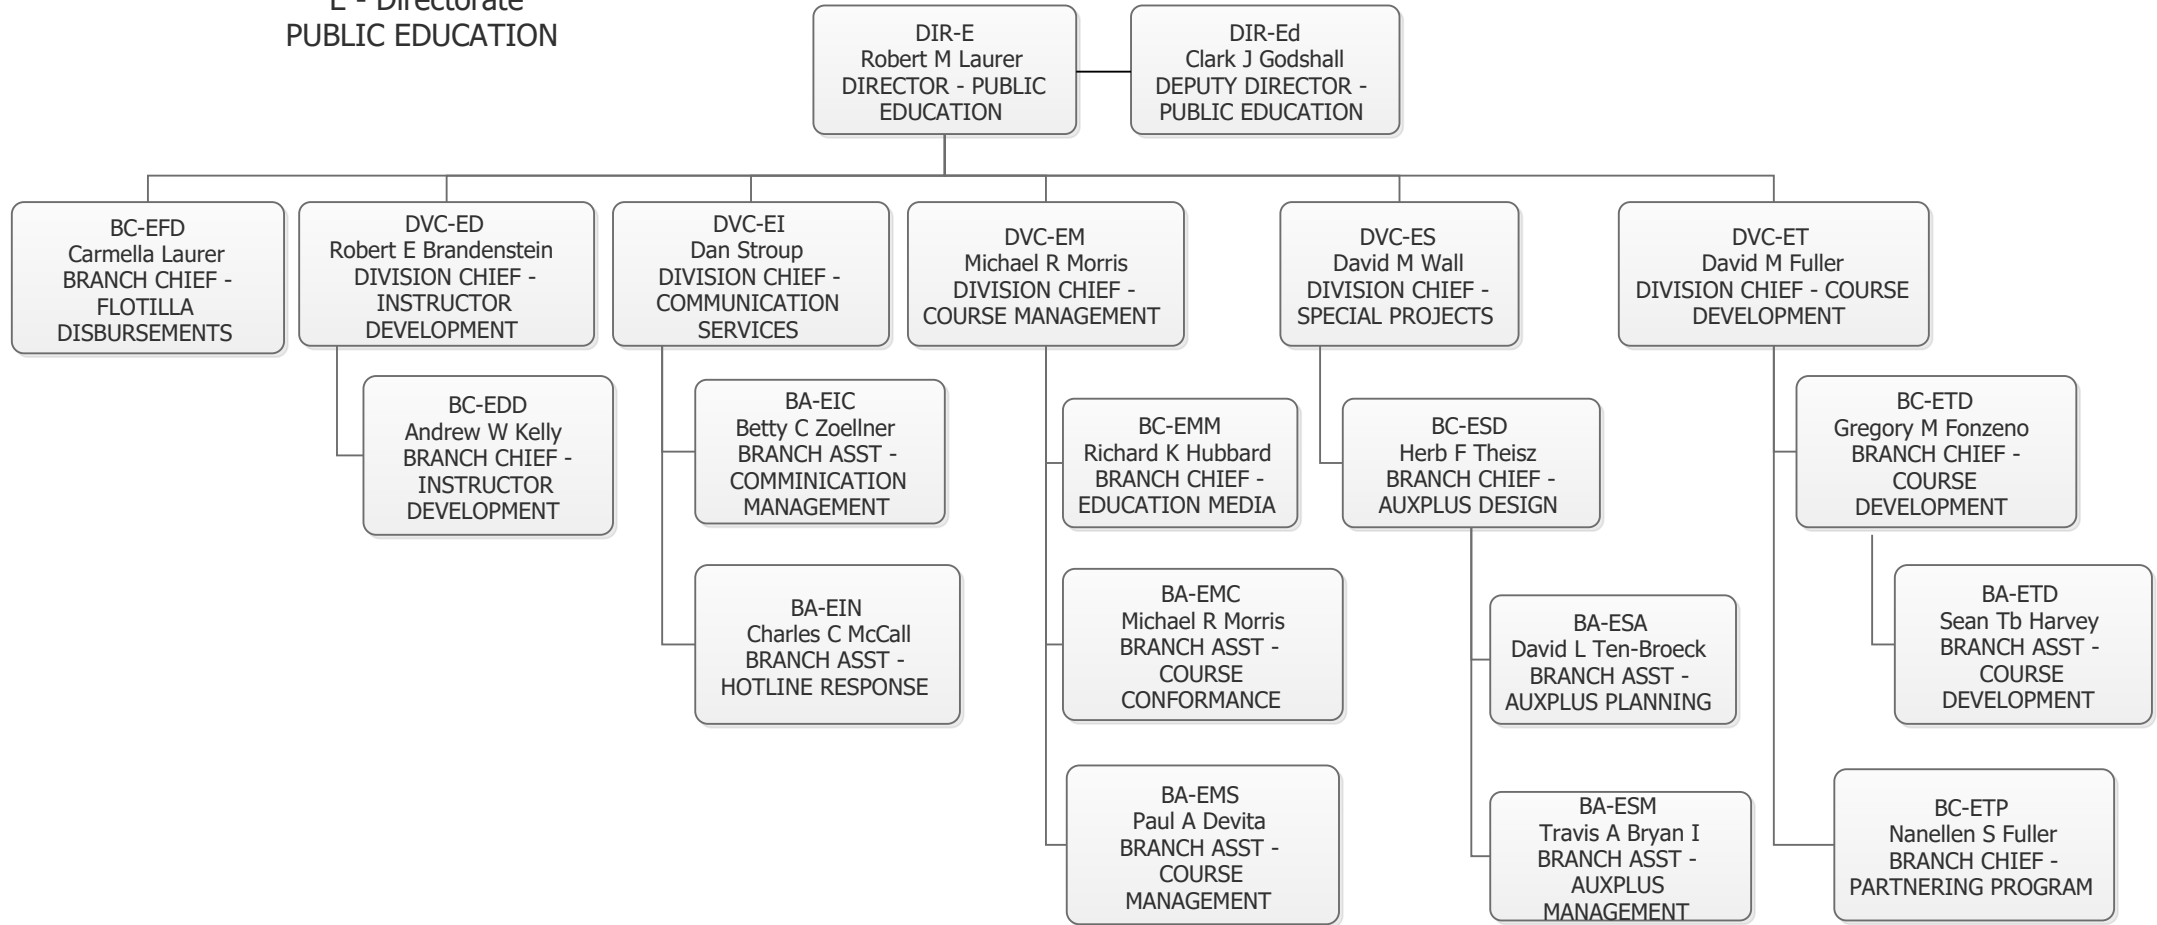 E - Directorate
PUBLIC EDUCATION
DIR-E
Robert M Laurer
DIRECTOR - PUBLIC
EDUCATION
DIR-Ed
Clark J Godshall
DEPUTY DIRECTOR -
PUBLIC EDUCATION
BC-EFD
Carmella Laurer
BRANCH CHIEF -
FLOTILLA
DISBURSEMENTS
DVC-ED
Robert E Brandenstein
DIVISION CHIEF -
INSTRUCTOR
DEVELOPMENT
DVC-EI
Dan Stroup
DIVISION CHIEF -
COMMUNICATION
SERVICES
DVC-EM
Michael R Morris
DIVISION CHIEF -
COURSE MANAGEMENT
DVC-ES
David M Wall
DIVISION CHIEF -
SPECIAL PROJECTS
DVC-ET
David M Fuller
DIVISION CHIEF - COURSE
DEVELOPMENT
BC-EDD
Andrew W Kelly
BRANCH CHIEF -
INSTRUCTOR
DEVELOPMENT
BA-EIC
Betty C Zoellner
BRANCH ASST -
COMMINICATION
MANAGEMENT
BC-EMM
Richard K Hubbard
BRANCH CHIEF -
EDUCATION MEDIA
BC-ESD
Herb F Theisz
BRANCH CHIEF -
AUXPLUS DESIGN
BC-ETD
Gregory M Fonzeno
BRANCH CHIEF -
COURSE
DEVELOPMENT
BA-EIN
Charles C McCall
BRANCH ASST -
HOTLINE RESPONSE
BA-EMC
Michael R Morris
BRANCH ASST -
COURSE
CONFORMANCE
BA-ESA
David L Ten-Broeck
BRANCH ASST -
AUXPLUS PLANNING
BA-ETD
Sean Tb Harvey
BRANCH ASST -
COURSE
DEVELOPMENT
BA-EMS
Paul A Devita
BRANCH ASST -
COURSE
MANAGEMENT
BA-ESM
Travis A Bryan I
BRANCH ASST -
AUXPLUS
MANAGEMENT
BC-ETP
Nanellen S Fuller
BRANCH CHIEF -
PARTNERING PROGRAM